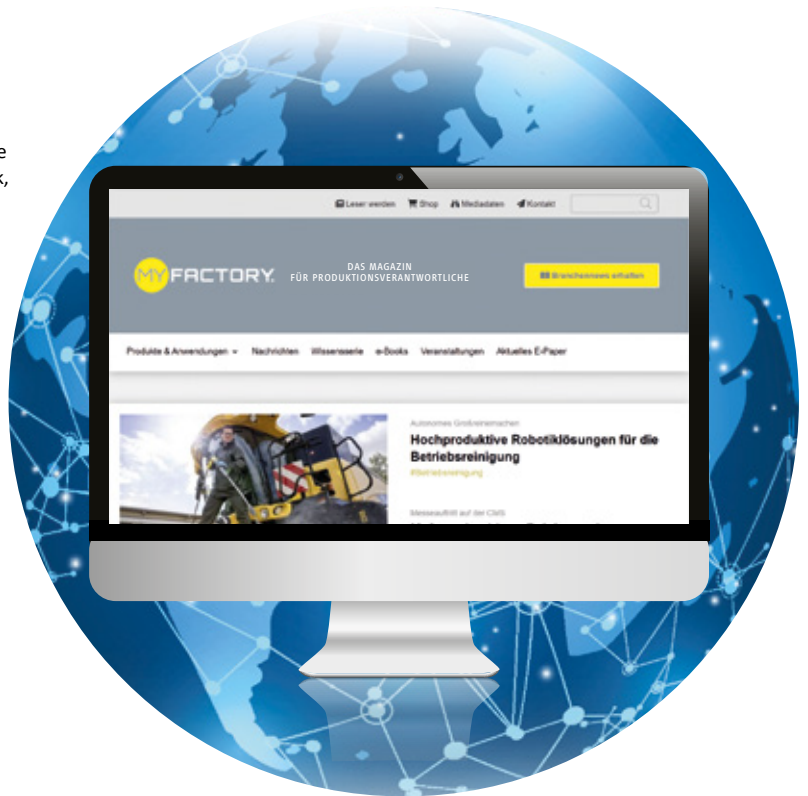 e
k,
Leser werden Shop Mediadaten Kontakt
MY FACTORY.
DAS MAGAZIN
FÜR PRODUKTIONSVERANTWORTLICHE
Branchennews erhalten
Produkte & Anwendungen Nachrichten Wissensserie e-Books Veranstaltungen Aktuelles E-Paper
Autonomes Großreinemachen
Hochproduktive Robotiklösungen für die
Betriebsreinigung
#Betriebsreinigung
Messeauftritt auf der CMS